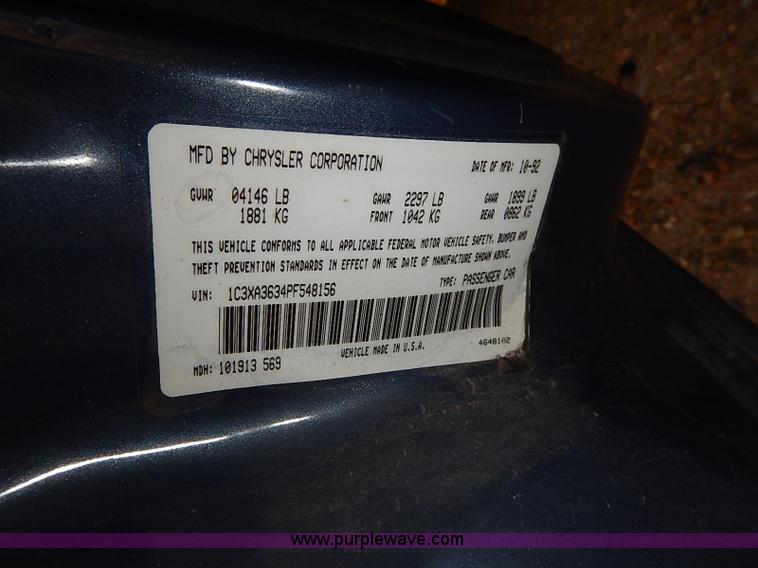 MFD BY CHRYSLER CORPORATION DATE OF MFR: 10-92
GVWR 04146 LB GAWR 2297 LB GAWR 1899 LB
1881 KG FRONT 1042 KG REAR 0862 KG
THIS VEHICLE CONFORMS TO ALL APPLICABLE FEDERAL MOTOR VEHICLE SAFETY, BUMPER AND
THEFT PREVENTION STANDARDS IN EFFECT ON THE DATE OF MANUFACTURE SHOWN ABOVE.
VIN: 1C3XA3634PF548156 TYPE: PASSENGER CAR
MDH: 101913 569 VEHICLE MADE IN U.S.A. 4648102
www.purplewave.com